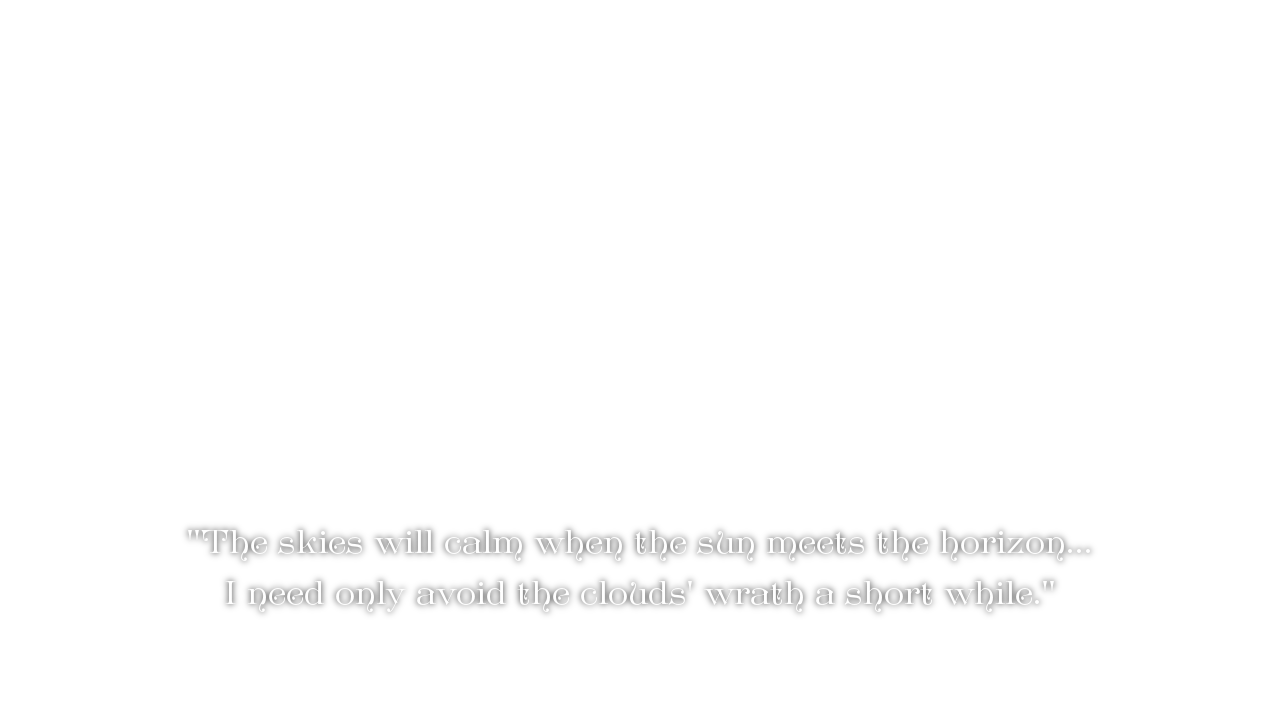 "The skies will calm when the sun meets the horizon...
I need only avoid the clouds' wrath a short while."